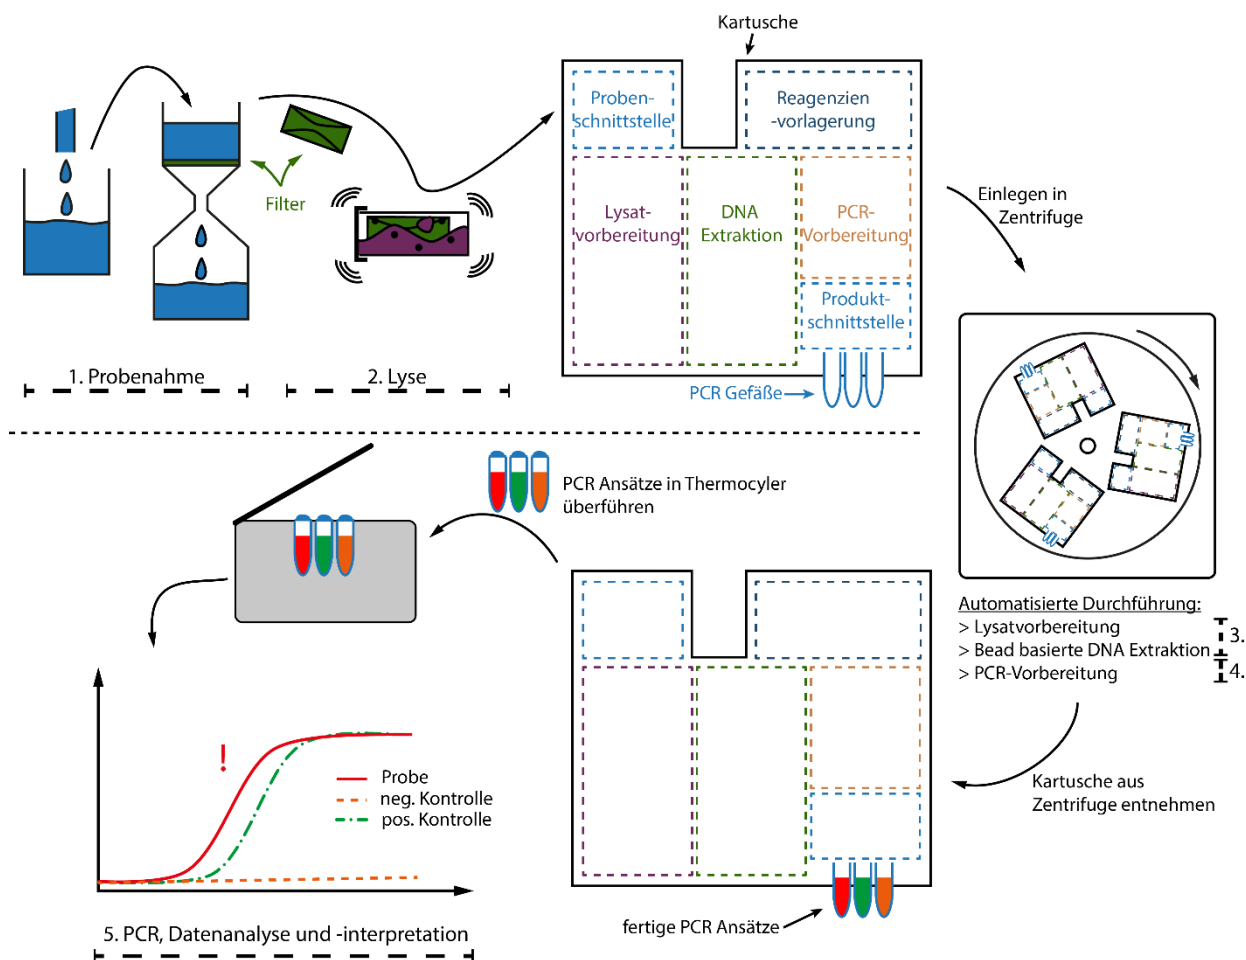 Kartusche
Proben-
schnittstelle
Reagenzien
-vorlagerung
Filter
Lysat-
vorbereitung
DNA
Extraktion
PCR-
Vorbereitung
Produkt-
schnittstelle
PCR Gefäße
1. Probenahme
2. Lyse
Einlegen in
Zentrifuge
Automatisierte Durchführung:
> Lysatvorbereitung
> Bead basierte DNA Extraktion
> PCR-Vorbereitung
3.
4.
Kartusche aus
Zentrifuge entnehmen
PCR Ansätze in Thermocyler
überführen
fertige PCR Ansätze
!
Probe
neg. Kontrolle
pos. Kontrolle
5. PCR, Datenanalyse und -interpretation